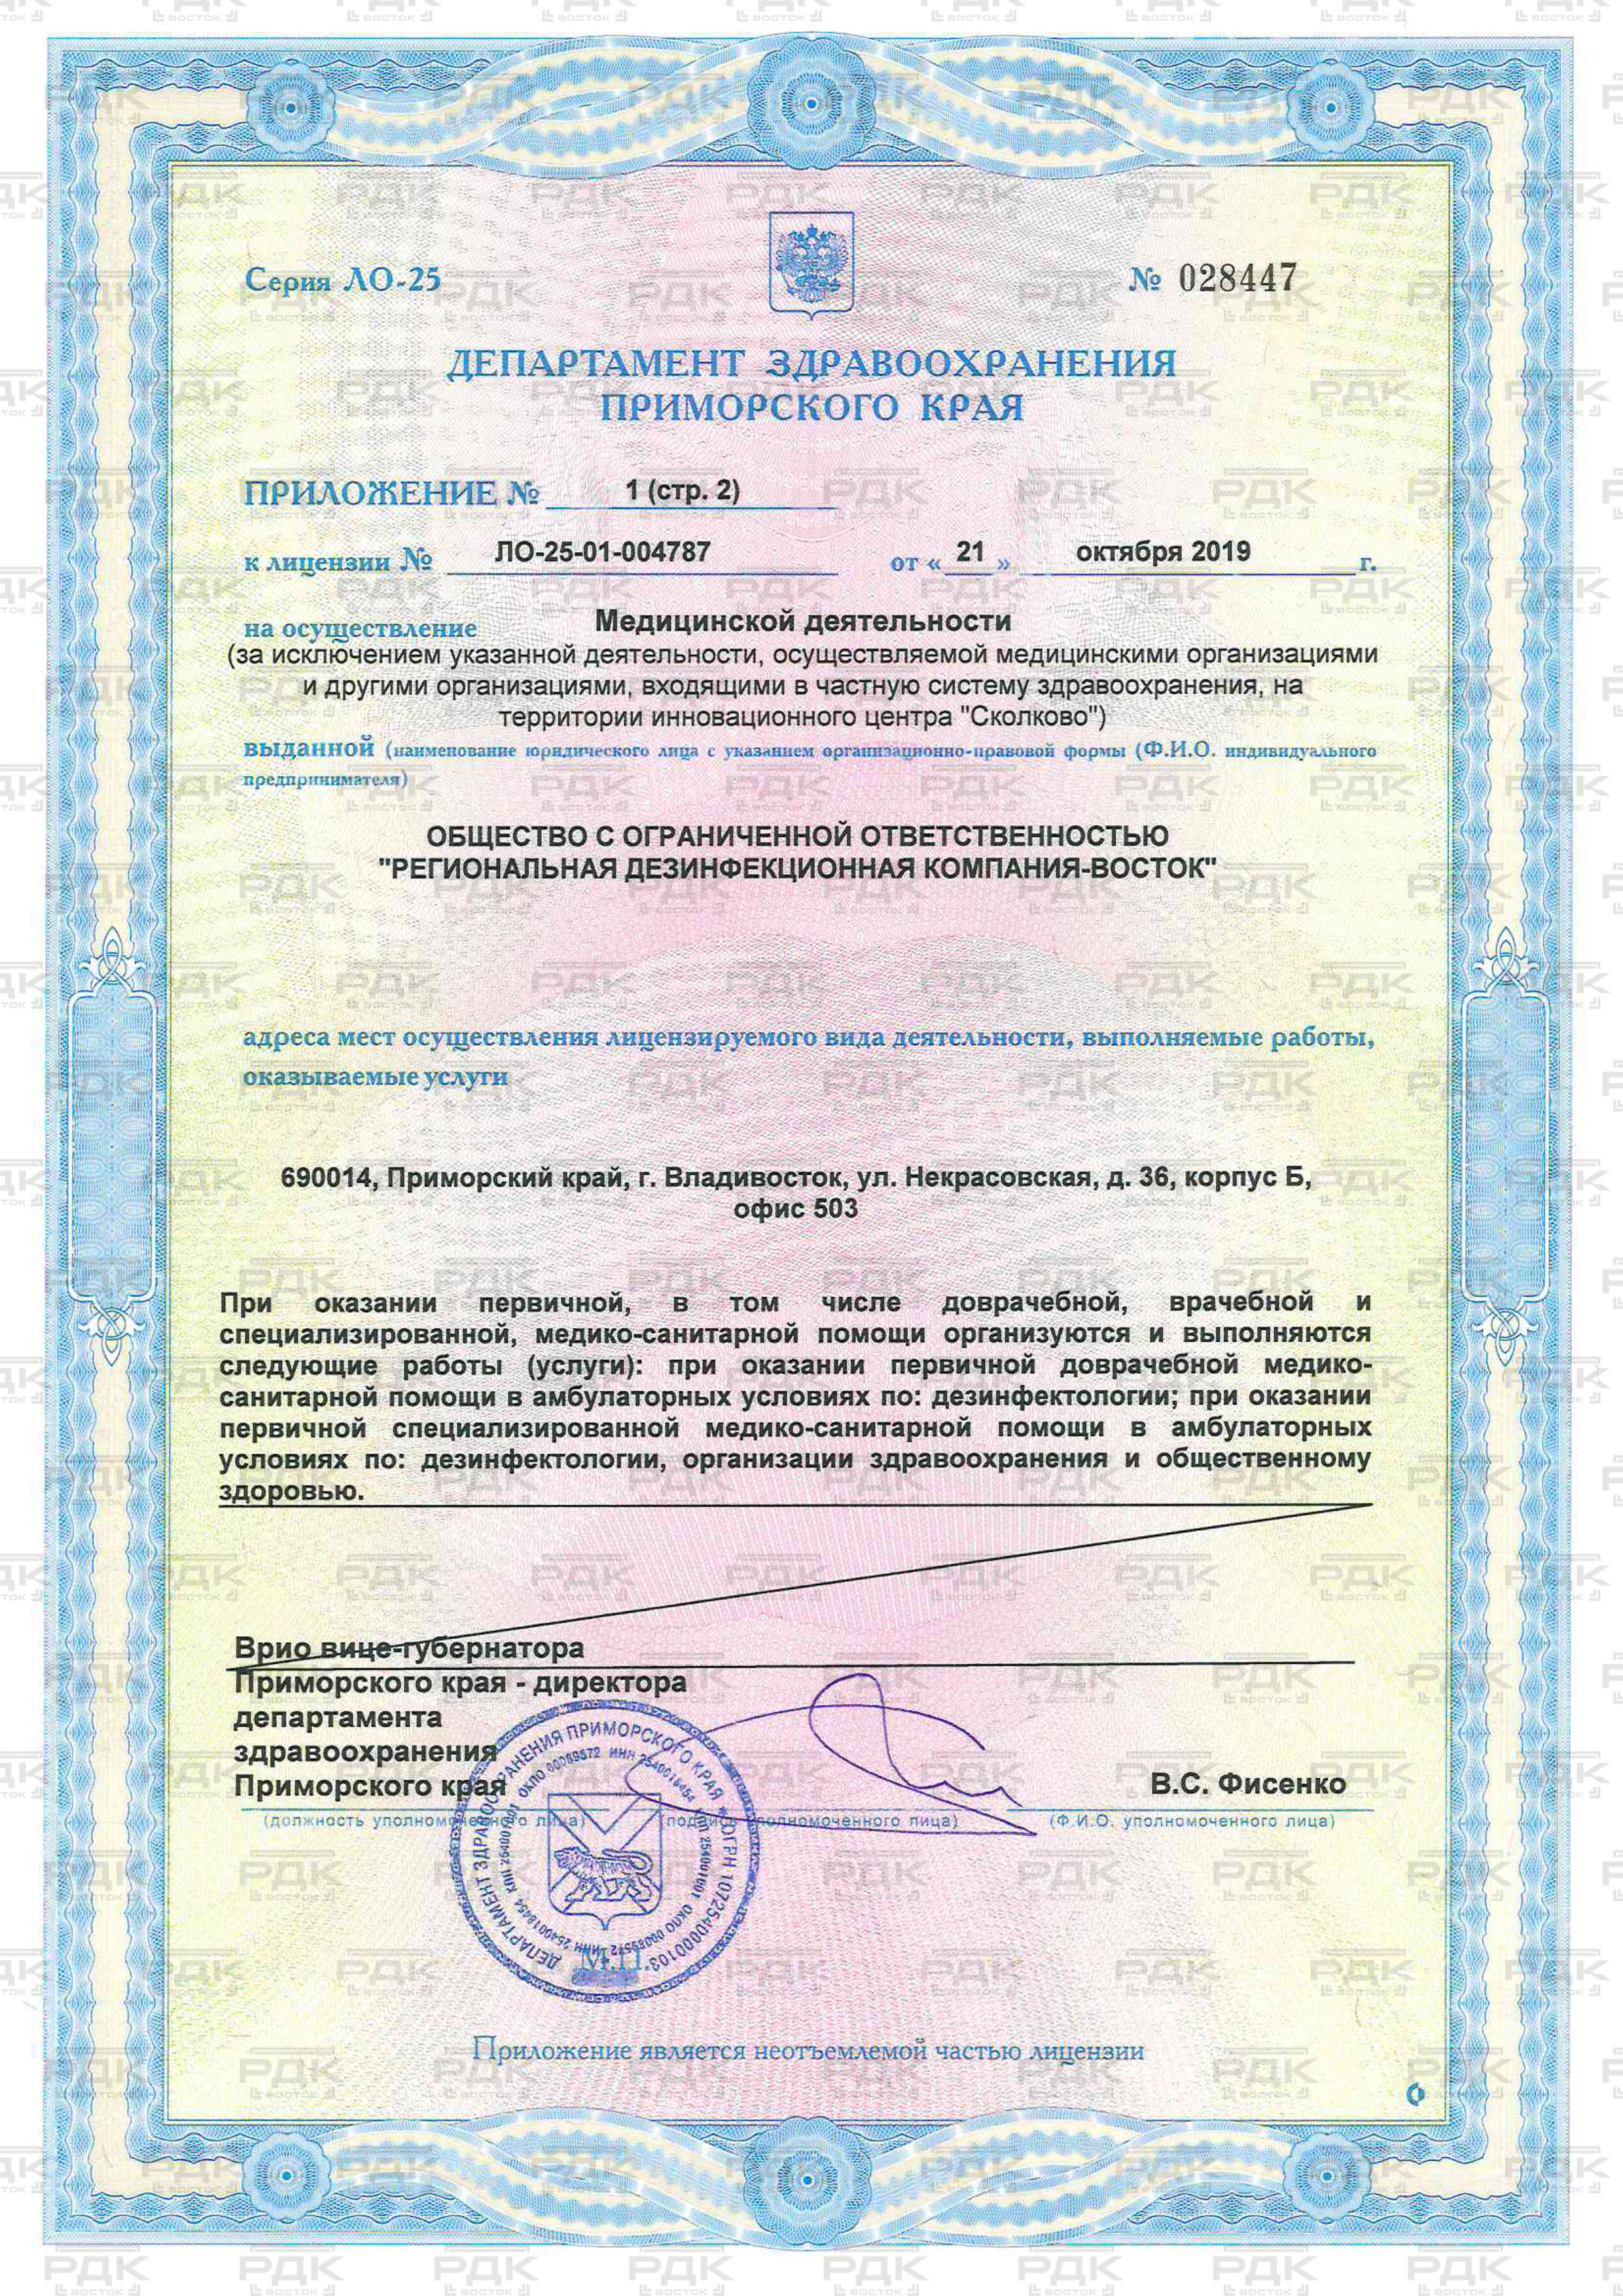 Серия ЛО-25
№ 028447
ДЕПАРТАМЕНТ ЗДРАВООХРАНЕНИЯ
ПРИМОРСКОГО КРАЯ
ПРИЛОЖЕНИЕ № 1 (стр. 2)
к лицензии № ЛО-25-01-004787 от « 21 » октября 2019 г.
на осуществление Медицинской деятельности
(за исключением указанной деятельности, осуществляемой медицинскими организациями
и другими организациями, входящими в частную систему здравоохранения, на
территории инновационного центра "Сколково")
выданной (наименование юридического лица с указанием организационно-правовой формы (Ф.И.О. индивидуального
предпринимателя)
ОБЩЕСТВО С ОГРАНИЧЕННОЙ ОТВЕТСТВЕННОСТЬЮ
"РЕГИОНАЛЬНАЯ ДЕЗИНФЕКЦИОННАЯ КОМПАНИЯ-ВОСТОК"
адреса мест осуществления лицензируемого вида деятельности, выполняемые работы,
оказываемые услуги
690014, Приморский край, г. Владивосток, ул. Некрасовская, д. 36, корпус Б,
офис 503
При оказании первичной, в том числе доврачебной, врачебной и
специализированной, медико-санитарной помощи организуются и выполняются
следующие работы (услуги): при оказании первичной доврачебной медико-
санитарной помощи в амбулаторных условиях по: дезинфектологии; при оказании
первичной специализированной медико-санитарной помощи в амбулаторных
условиях по: дезинфектологии, организации здравоохранения и общественному
здоровью.
Врио вице-губернатора
Приморского края - директора
департамента
здравоохранения
Приморского края
В.С. Фисенко
(должность уполномоченного лица)
(подпись уполномоченного лица)
(Ф.И.О. уполномоченного лица)
ДЕПАРТАМЕНТ ЗДРАВООХРАНЕНИЯ ПРИМОРСКОГО КРАЯ * ОГРН 1072540000103
М.П.
Приложение является неотъемлемой частью лицензии
РДК
ВОСТОК